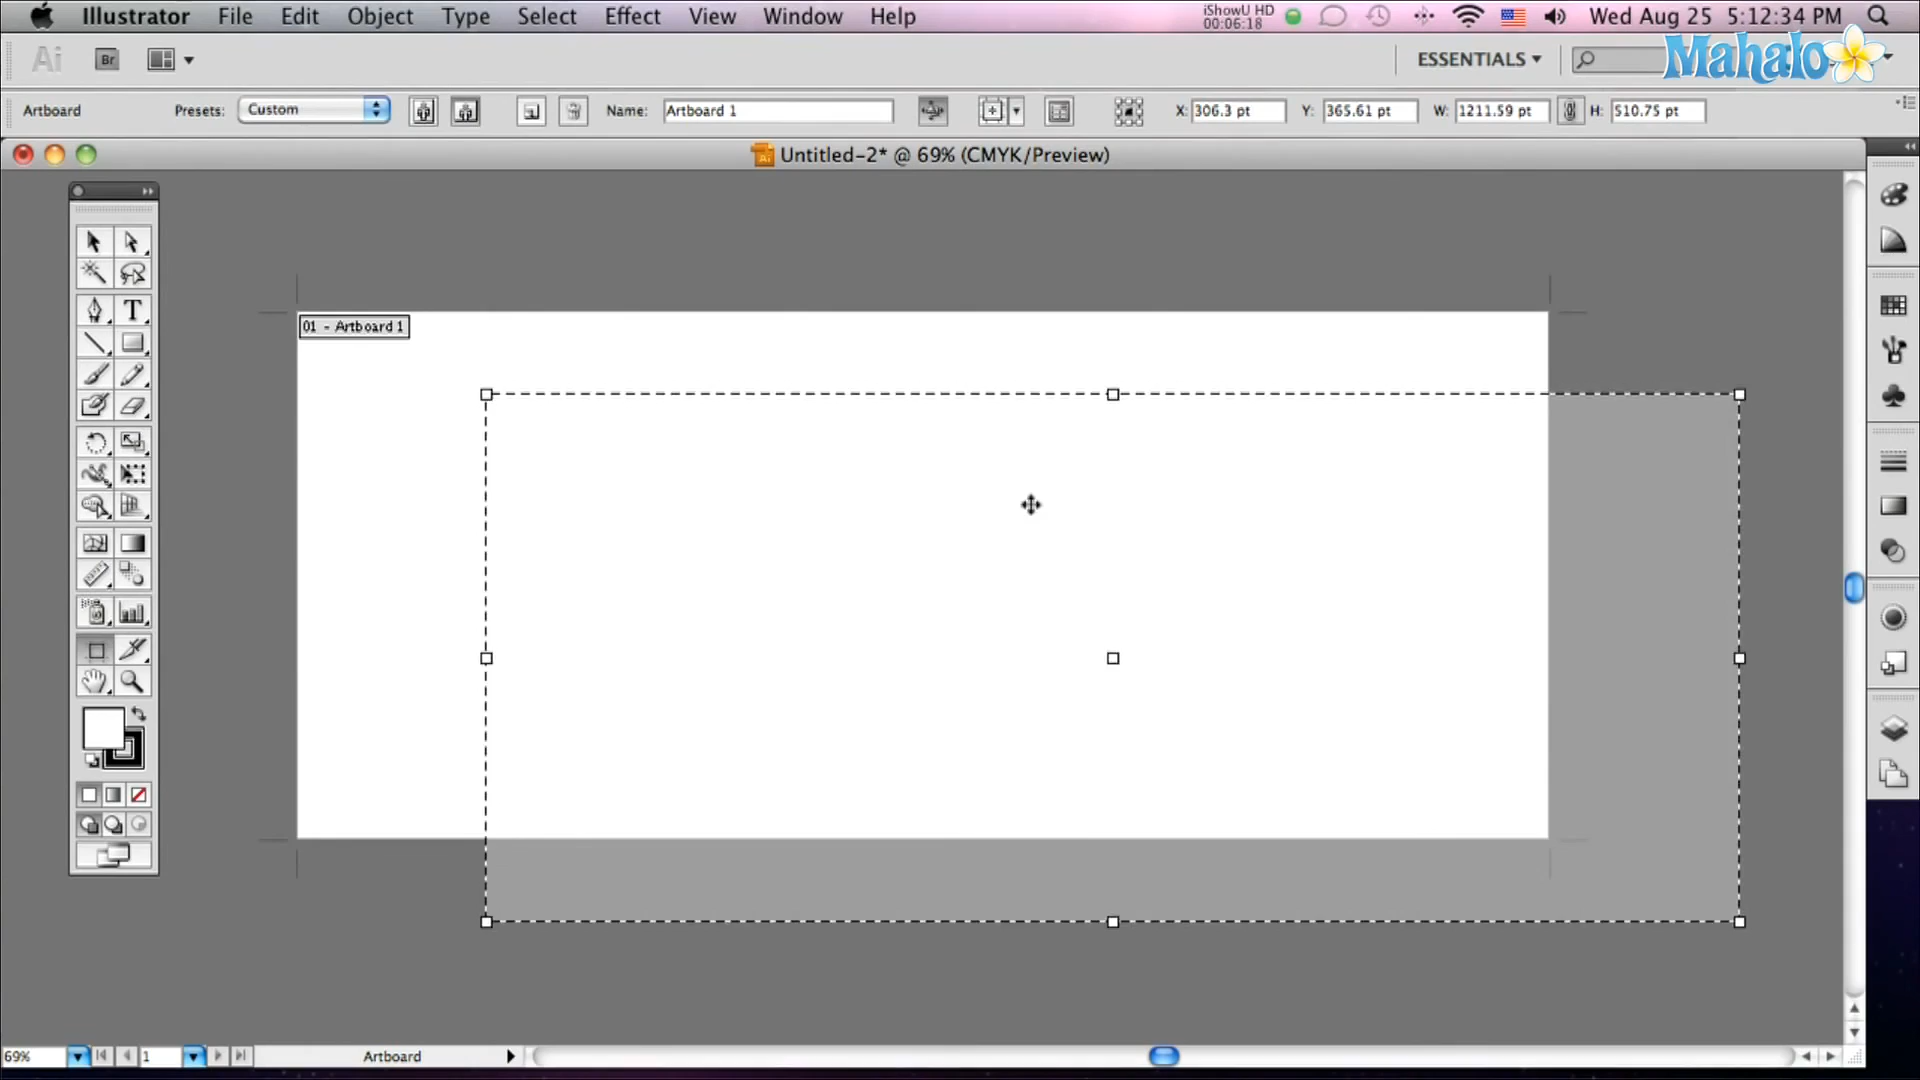 Illustrator File Edit Object Type Select Effect View Window Help iShowU HD 00:06:18 Wed Aug 25 5:12:34 PM
Ai Br ESSENTIALS Mahalo
Artboard Presets: Custom Name: Artboard 1 X: 306.3 pt Y: 365.61 pt W: 1211.59 pt H: 510.75 pt
Untitled-2* @ 69% (CMYK/Preview)
01 - Artboard 1
T
69% 1 Artboard